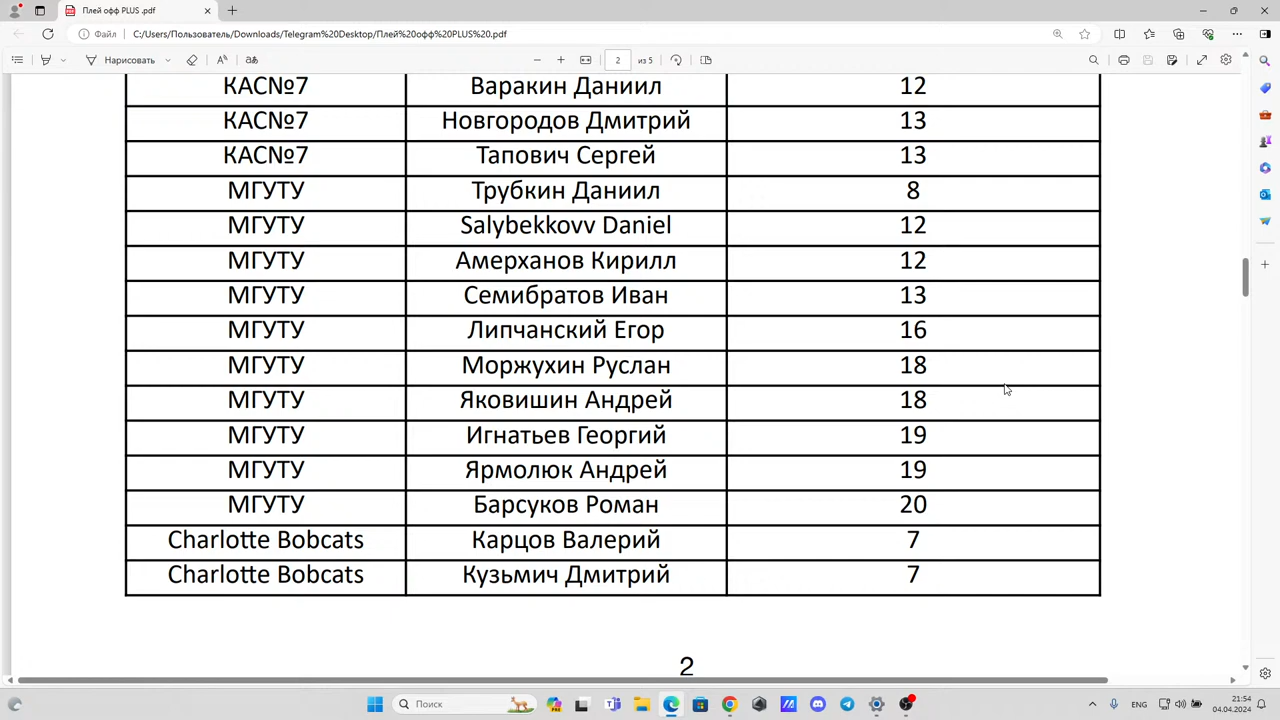 Плей офф PLUS .pdf
Файл C:/Users/Пользователь/Downloads/Telegram%20Desktop/Плей%20офф%20PLUS%20.pdf
Нарисовать 2 из 5
КАС№7 Варакин Даниил 12
КАС№7 Новгородов Дмитрий 13
КАС№7 Тапович Сергей 13
МГУТУ Трубкин Даниил 8
МГУТУ Salybekkovv Daniel 12
МГУТУ Амерханов Кирилл 12
МГУТУ Семибратов Иван 13
МГУТУ Липчанский Егор 16
МГУТУ Моржухин Руслан 18
МГУТУ Яковишин Андрей 18
МГУТУ Игнатьев Георгий 19
МГУТУ Ярмолюк Андрей 19
МГУТУ Барсуков Роман 20
Charlotte Bobcats Карцов Валерий 7
Charlotte Bobcats Кузьмич Дмитрий 7
2
Поиск
ENG
21:54
04.04.2024